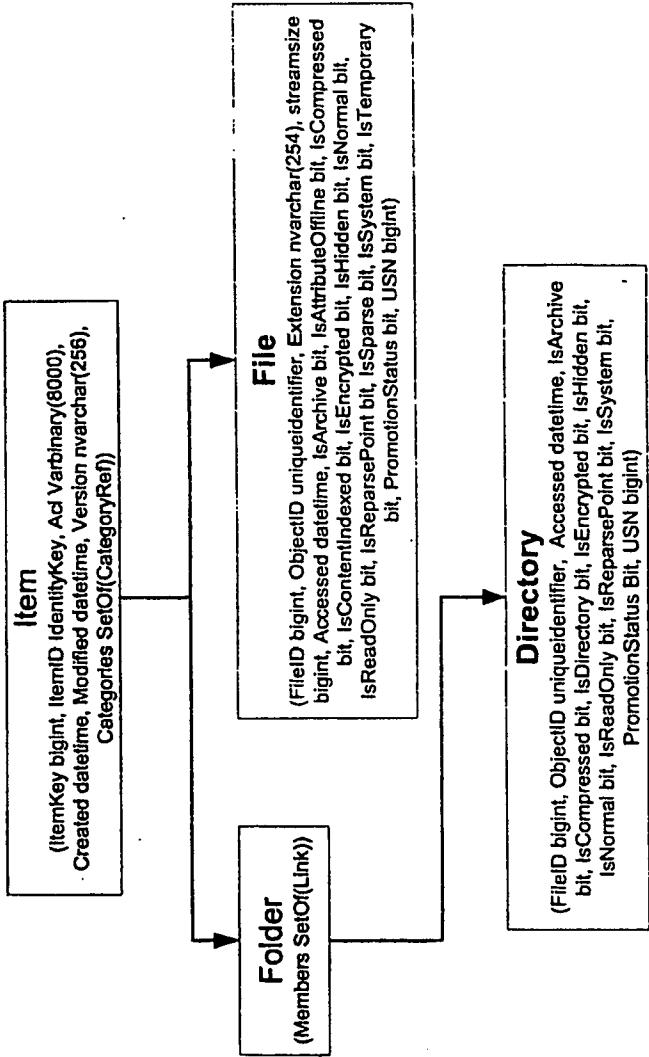 Item
(ItemKey bigint, ItemID IdentityKey, Acl Varbinary(8000),
Created datetime, Modified datetime, Version nvarchar(256),
Categories SetOf(CategoryRef))
Folder
(Members SetOf(Link))
File
(FileID bigint, ObjectID uniqueidentifier, Extension nvarchar(254), streamsize
bigint, Accessed datetime, IsArchive bit, IsAttributeOffline bit, IsCompressed
bit, IsContentIndexed bit, IsEncrypted bit, IsHidden bit, IsNormal bit,
IsReadOnly bit, IsReparsePoint bit, IsSparse bit, IsSystem bit, IsTemporary
bit, PromotionStatus bit, USN bigint)
Directory
(FileID bigint, ObjectID uniqueidentifier, Accessed datetime, IsArchive
bit, IsCompressed bit, IsDirectory bit, IsEncrypted bit, IsHidden bit,
IsNormal bit, IsReadOnly bit, IsReparsePoint bit, IsSystem bit,
PromotionStatus Bit, USN bigint)